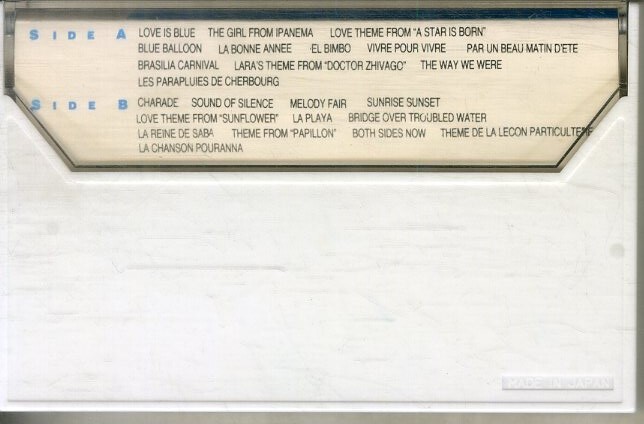 SIDE A LOVE IS BLUE THE GIRL FROM IPANEMA LOVE THEME FROM "A STAR IS BORN"
BLUE BALLOON LA BONNE ANNEE EL BIMBO VIVRE POUR VIVRE PAR UN BEAU MATIN D'ETE
BRASILIA CARNIVAL LARA'S THEME FROM "DOCTOR ZHIVAGO" THE WAY WE WERE
LES PARAPLUIES DE CHERBOURG
SIDE B CHARADE SOUND OF SILENCE MELODY FAIR SUNRISE SUNSET
LOVE THEME FROM "SUNFLOWER" LA PLAYA BRIDGE OVER TROUBLED WATER
LA REINE DE SABA THEME FROM "PAPILLON" BOTH SIDES NOW THEME DE LA LECON
LA CHANSON POURANNA
MADE IN JAPAN